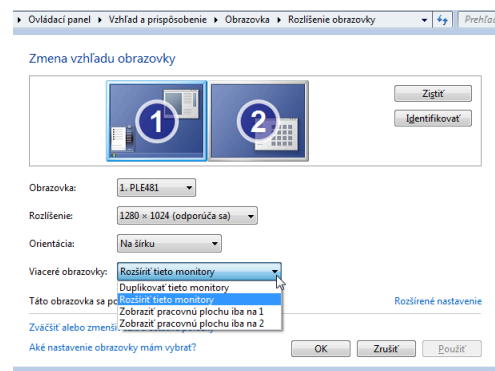 Ovládací panel ▸ Vzhľad a prispôsobenie ▸ Obrazovka ▸ Rozlíšenie obrazovky
Zmena vzhľadu obrazovky
1 2
Zistiť
Identifikovať
Obrazovka: 1. PLE481
Rozlíšenie: 1280 × 1024 (odporúča sa)
Orientácia: Na šírku
Viaceré obrazovky: Rozšíriť tieto monitory
Duplikovať tieto monitory
Táto obrazovka sa Rozšíriť tieto monitory Rozšírené nastavenie
Zobraziť pracovnú plochu iba na 1
Zväčšiť alebo Zobraziť pracovnú plochu iba na 2
Aké nastavenie obrazovky mám vybrať?
OK Zrušiť Použiť